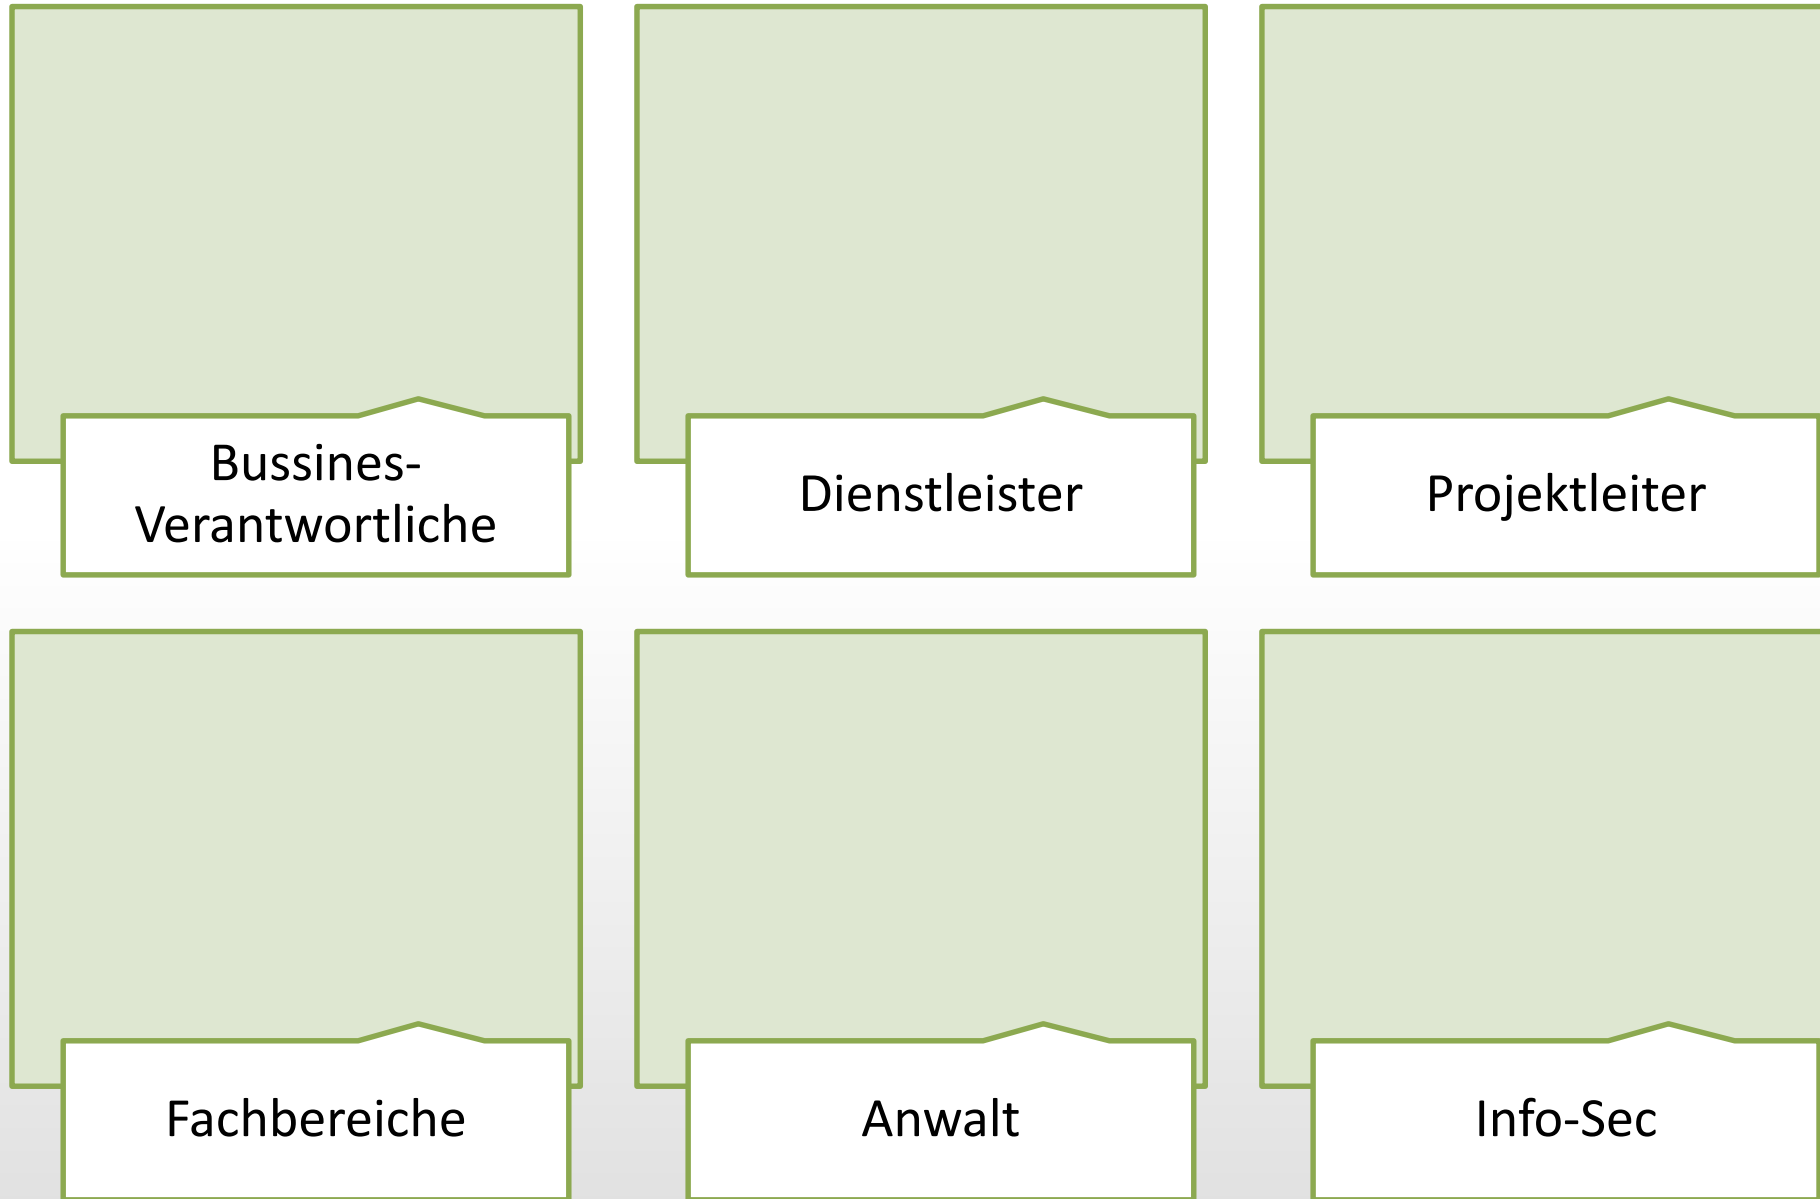 Bussines-
Verantwortliche
Dienstleister
Projektleiter
Fachbereiche
Anwalt
Info-Sec